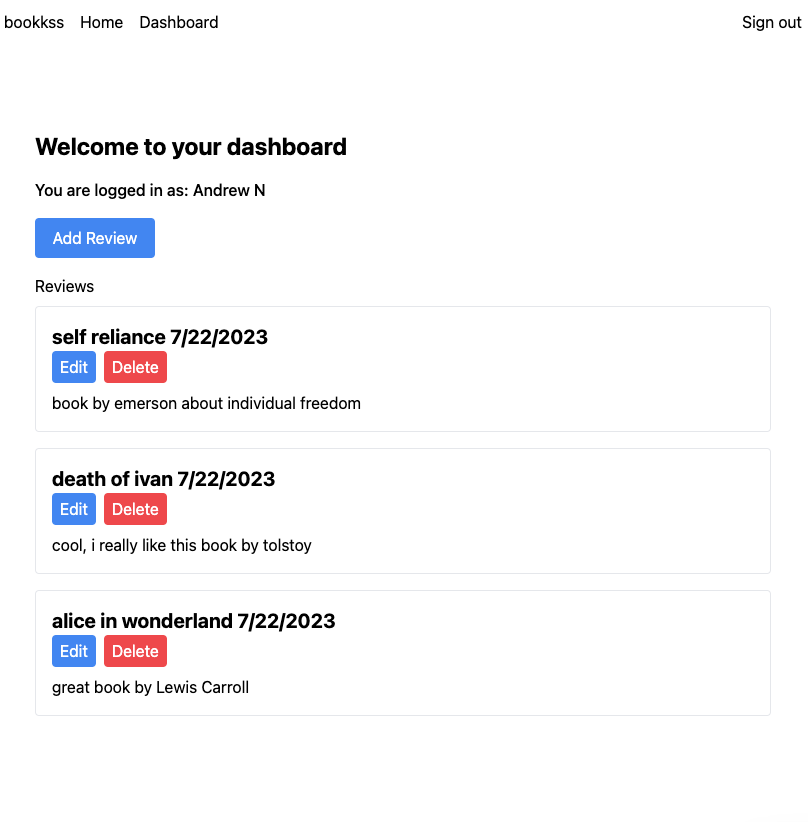 bookkss Home Dashboard Sign out
Welcome to your dashboard
You are logged in as: Andrew N
Add Review
Reviews
self reliance 7/22/2023
Edit Delete
book by emerson about individual freedom
death of ivan 7/22/2023
Edit Delete
cool, i really like this book by tolstoy
alice in wonderland 7/22/2023
Edit Delete
great book by Lewis Carroll